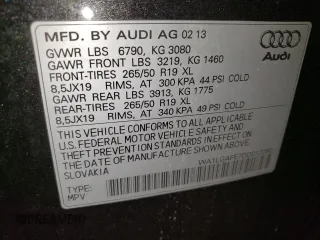 MFD. BY AUDI AG 02 13
GVWR LBS 6790, KG 3080
GAWR FRONT LBS 3219, KG 1460
FRONT-TIRES 265/50 R19 XL
8,5JX19 RIMS, AT 300 KPA 44 PSI COLD
GAWR REAR LBS 3913, KG 1775
REAR-TIRES 265/50 R19 XL
8,5JX19 RIMS, AT 340 KPA 49 PSI COLD
THIS VEHICLE CONFORMS TO ALL APPLICABLE
U.S. FEDERAL MOTOR VEHICLE SAFETY AND
THEFT PREVENTION STANDARDS IN EFFECT ON
THE DATE OF MANUFACTURE SHOWN ABOVE.
SLOVAKIA
TYPE:
MPV
Audi